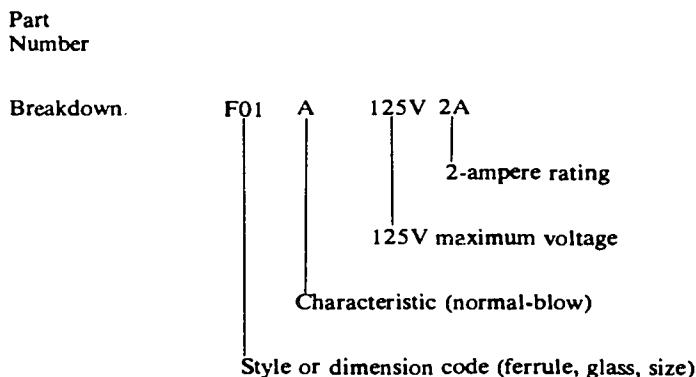 Part
Number
Breakdown.
F01 A 125V 2A
2-ampere rating
125V maximum voltage
Characteristic (normal-blow)
Style or dimension code (ferrule, glass, size)